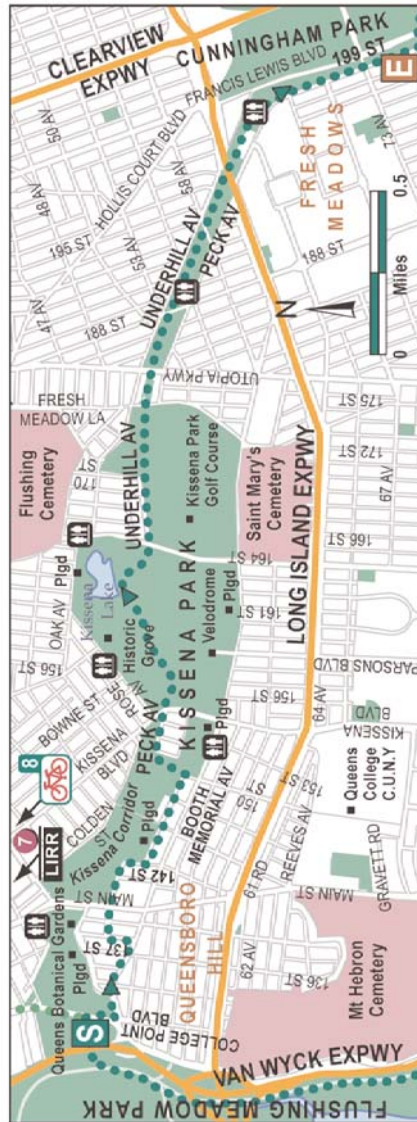 CLEARVIEW
EXPWY
CUNNINGHAM PARK
FRANCIS LEWIS BLVD
199 ST
E
50 AV
HOLLIS COURT BLVD
48 AV
58 AV
53 AV
195 ST
47 AV
188 ST
UNDERHILL AV
PECK AV
FRESH
MEADOWS
73 AV
188 ST
0.5
Miles
0
N
UTOPIA PKWY
FRESH
MEADOW LA
175 ST
172 ST
67 AV
Flushing
Cemetery
170
ST
UNDERHILL AV
Kissena Park
Golf Course
Saint Mary's
Cemetery
LONG ISLAND EXPWY
166 ST
164 ST
Plgd
OAK AV
Kissena
Lake
Historic
Grove
KISSENA PARK
Velodrome
Plgd
161 ST
PARSONS BLVD
156 ST
156 ST
64 AV
BOWNE ST
ROSE
AV
KISSENA
BLVD
PECK AV
Plgd
KISSENA
BLVD
8
7
LIRR
COLDEN
ST
Kissena Corridor
Plgd
BOOTH
MEMORIAL AV
150
ST
153 ST
Queens
College
C.U.N.Y
REEVES AV
61 RD
GRAVETT RD
142 ST
MAIN ST
MAIN ST
Queens Botanical Gardens
Plgd
137 ST
QUEENSBORO
HILL
62 AV
136 ST
Mt Hebron
Cemetery
S
COLLEGE POINT
BLVD
VAN WYCK EXPWY
FLUSHING MEADOW PARK